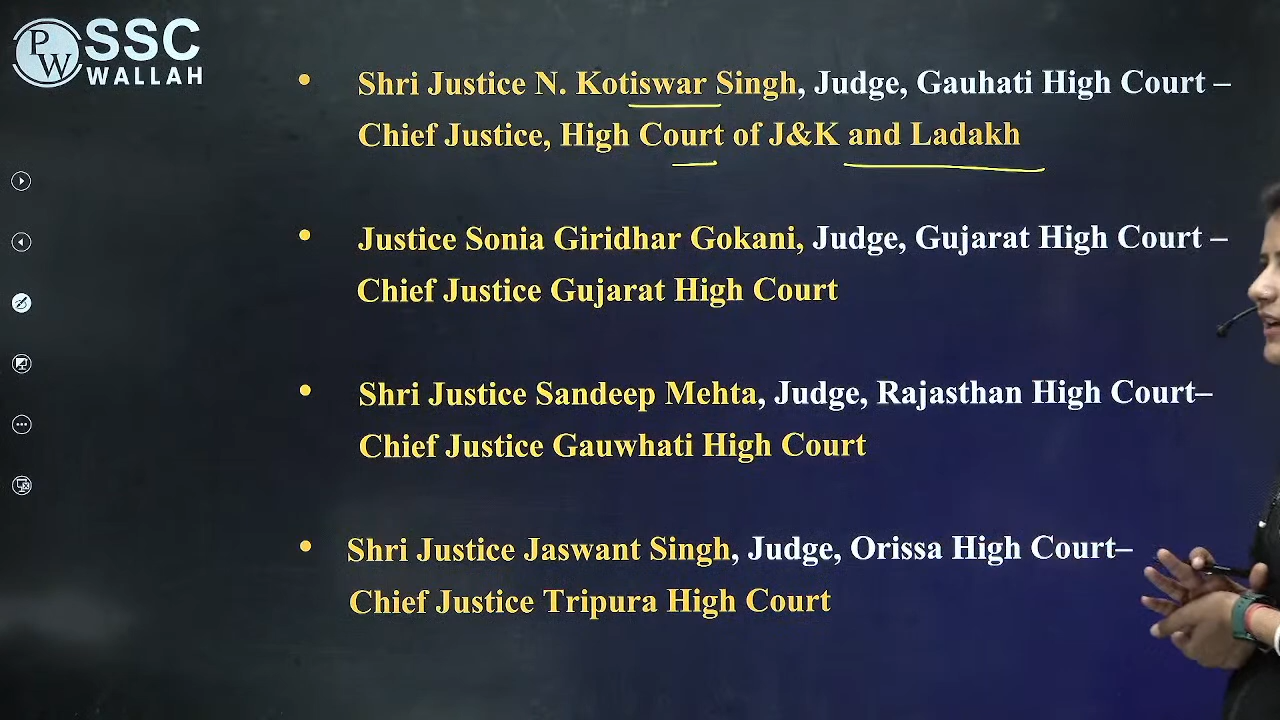 PW SSC
WALLAH
• Shri Justice N. Kotiswar Singh, Judge, Gauhati High Court –
Chief Justice, High Court of J&K and Ladakh
• Justice Sonia Giridhar Gokani, Judge, Gujarat High Court –
Chief Justice Gujarat High Court
• Shri Justice Sandeep Mehta, Judge, Rajasthan High Court–
Chief Justice Gauwhati High Court
• Shri Justice Jaswant Singh, Judge, Orissa High Court–
Chief Justice Tripura High Court